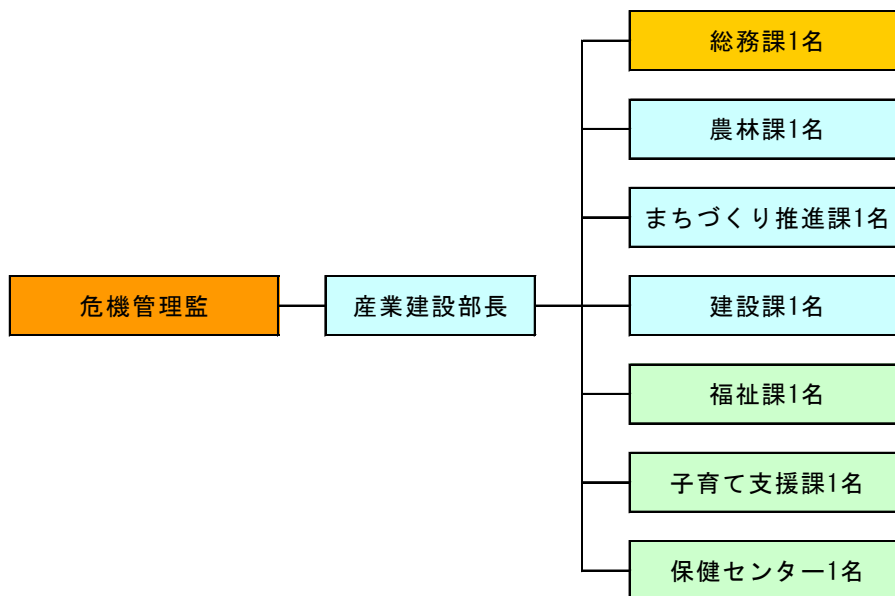 総務課1名
農林課1名
まちづくり推進課1名
危機管理監
産業建設部長
建設課1名
福祉課1名
子育て支援課1名
保健センター1名